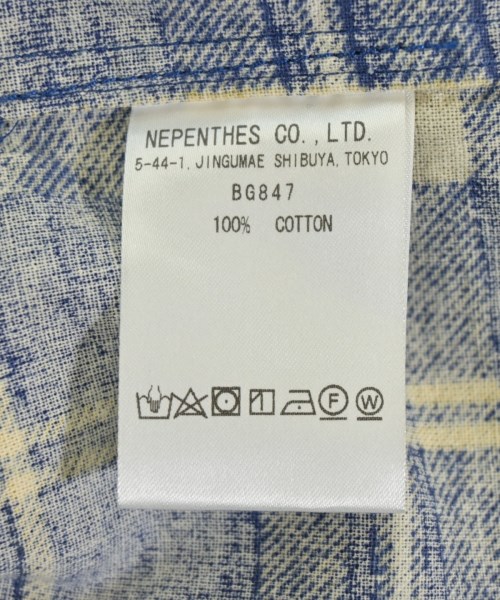 NEPENTHES CO., LTD.
5-44-1, JINGUMAE SHIBUYA, TOKYO
BG847
100% COTTON
F W